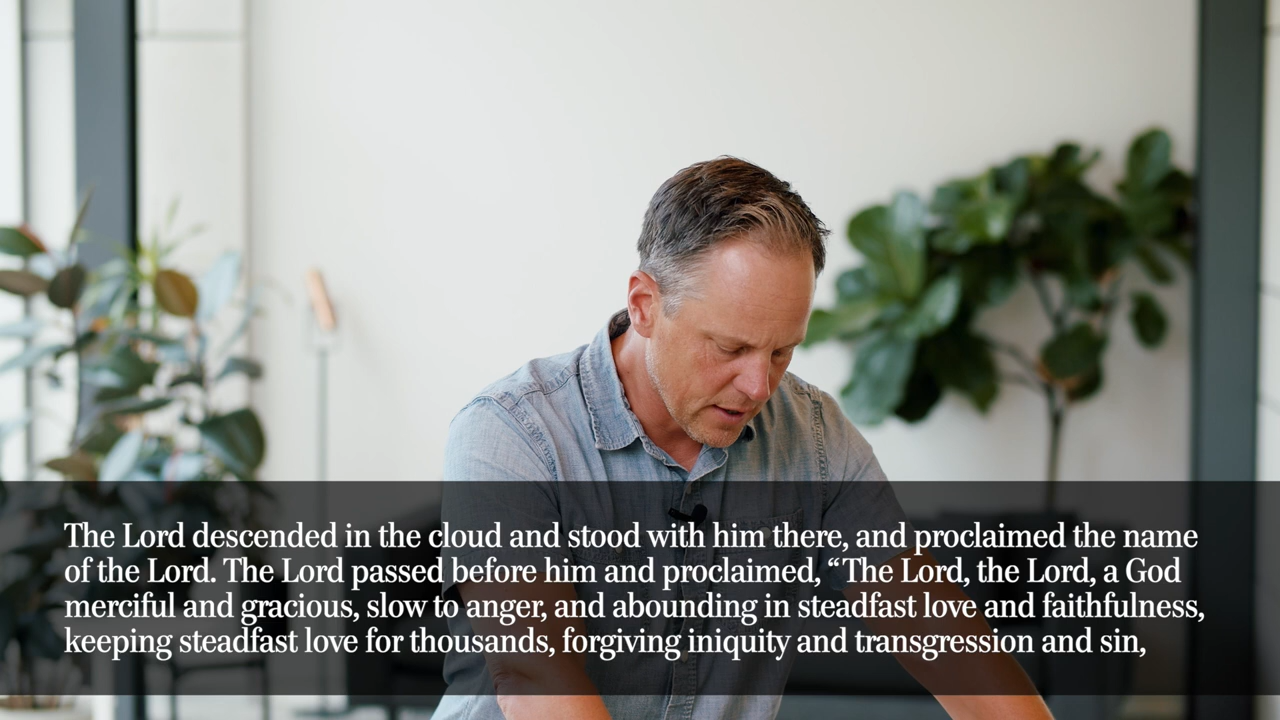 The Lord descended in the cloud and stood with him there, and proclaimed the name
of the Lord. The Lord passed before him and proclaimed, “The Lord, the Lord, a God
merciful and gracious, slow to anger, and abounding in steadfast love and faithfulness,
keeping steadfast love for thousands, forgiving iniquity and transgression and sin,